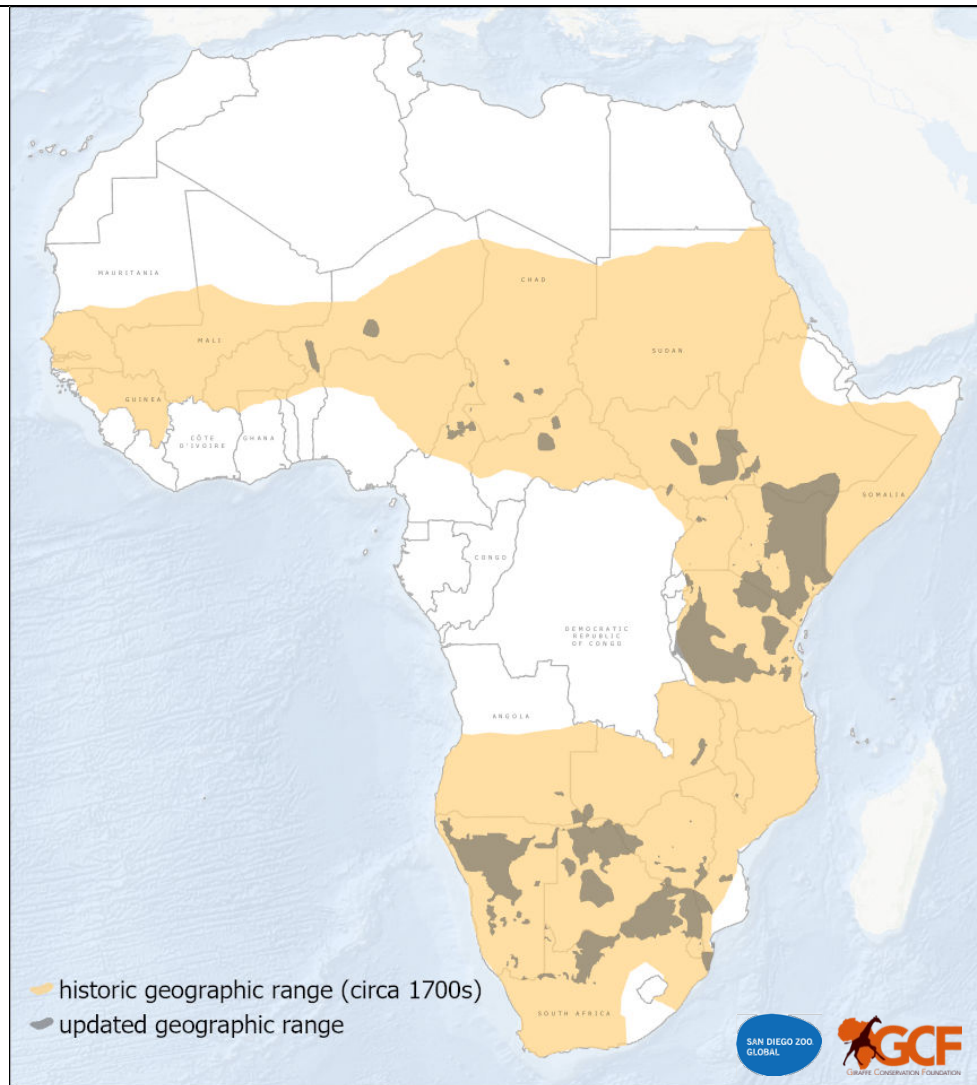 MAURITANIA
CHAD
MALI
SUDAN
GUINEA
CÔTE
D'IVOIRE
GHANA
SOMALIA
CONGO
DEMOCRATIC
REPUBLIC
OF CONGO
ANGOLA
historic geographic range (circa 1700s)
updated geographic range
SOUTH AFRICA
SAN DIEGO ZOO
GLOBAL
GCF
GIRAFFE CONSERVATION FOUNDATION